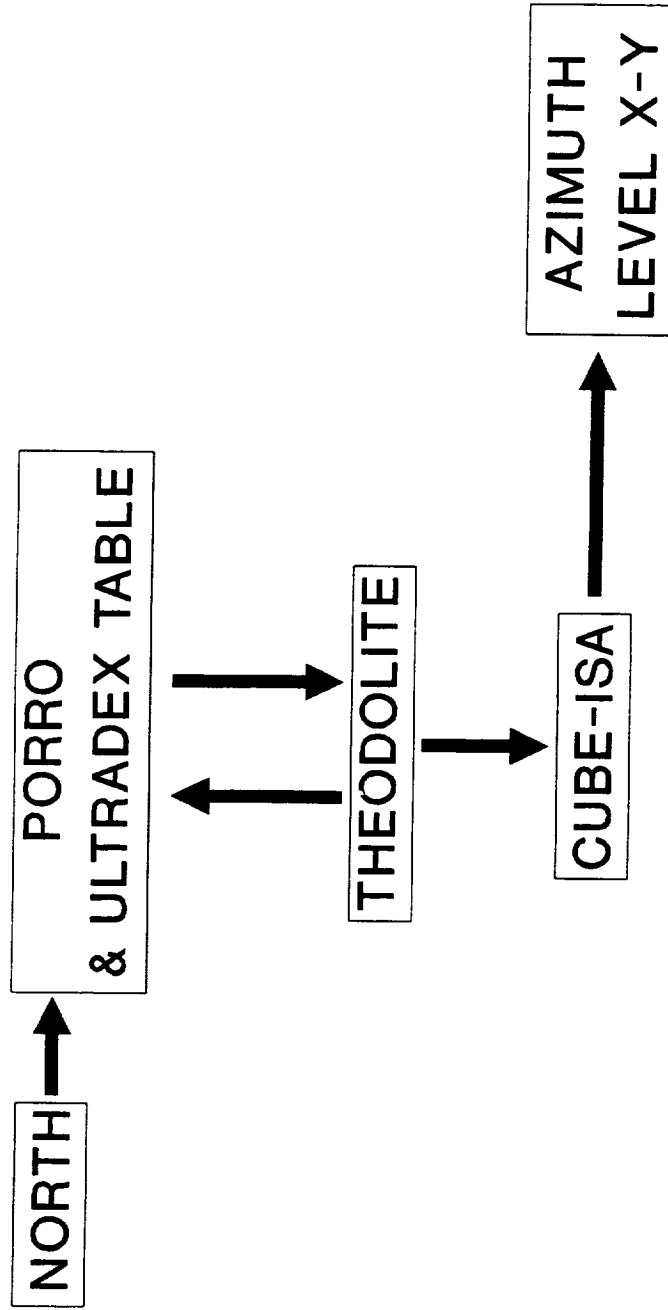 NORTH
PORRO
& ULTRADEX TABLE
THEODOLITE
CUBE-ISA
AZIMUTH
LEVEL X-Y